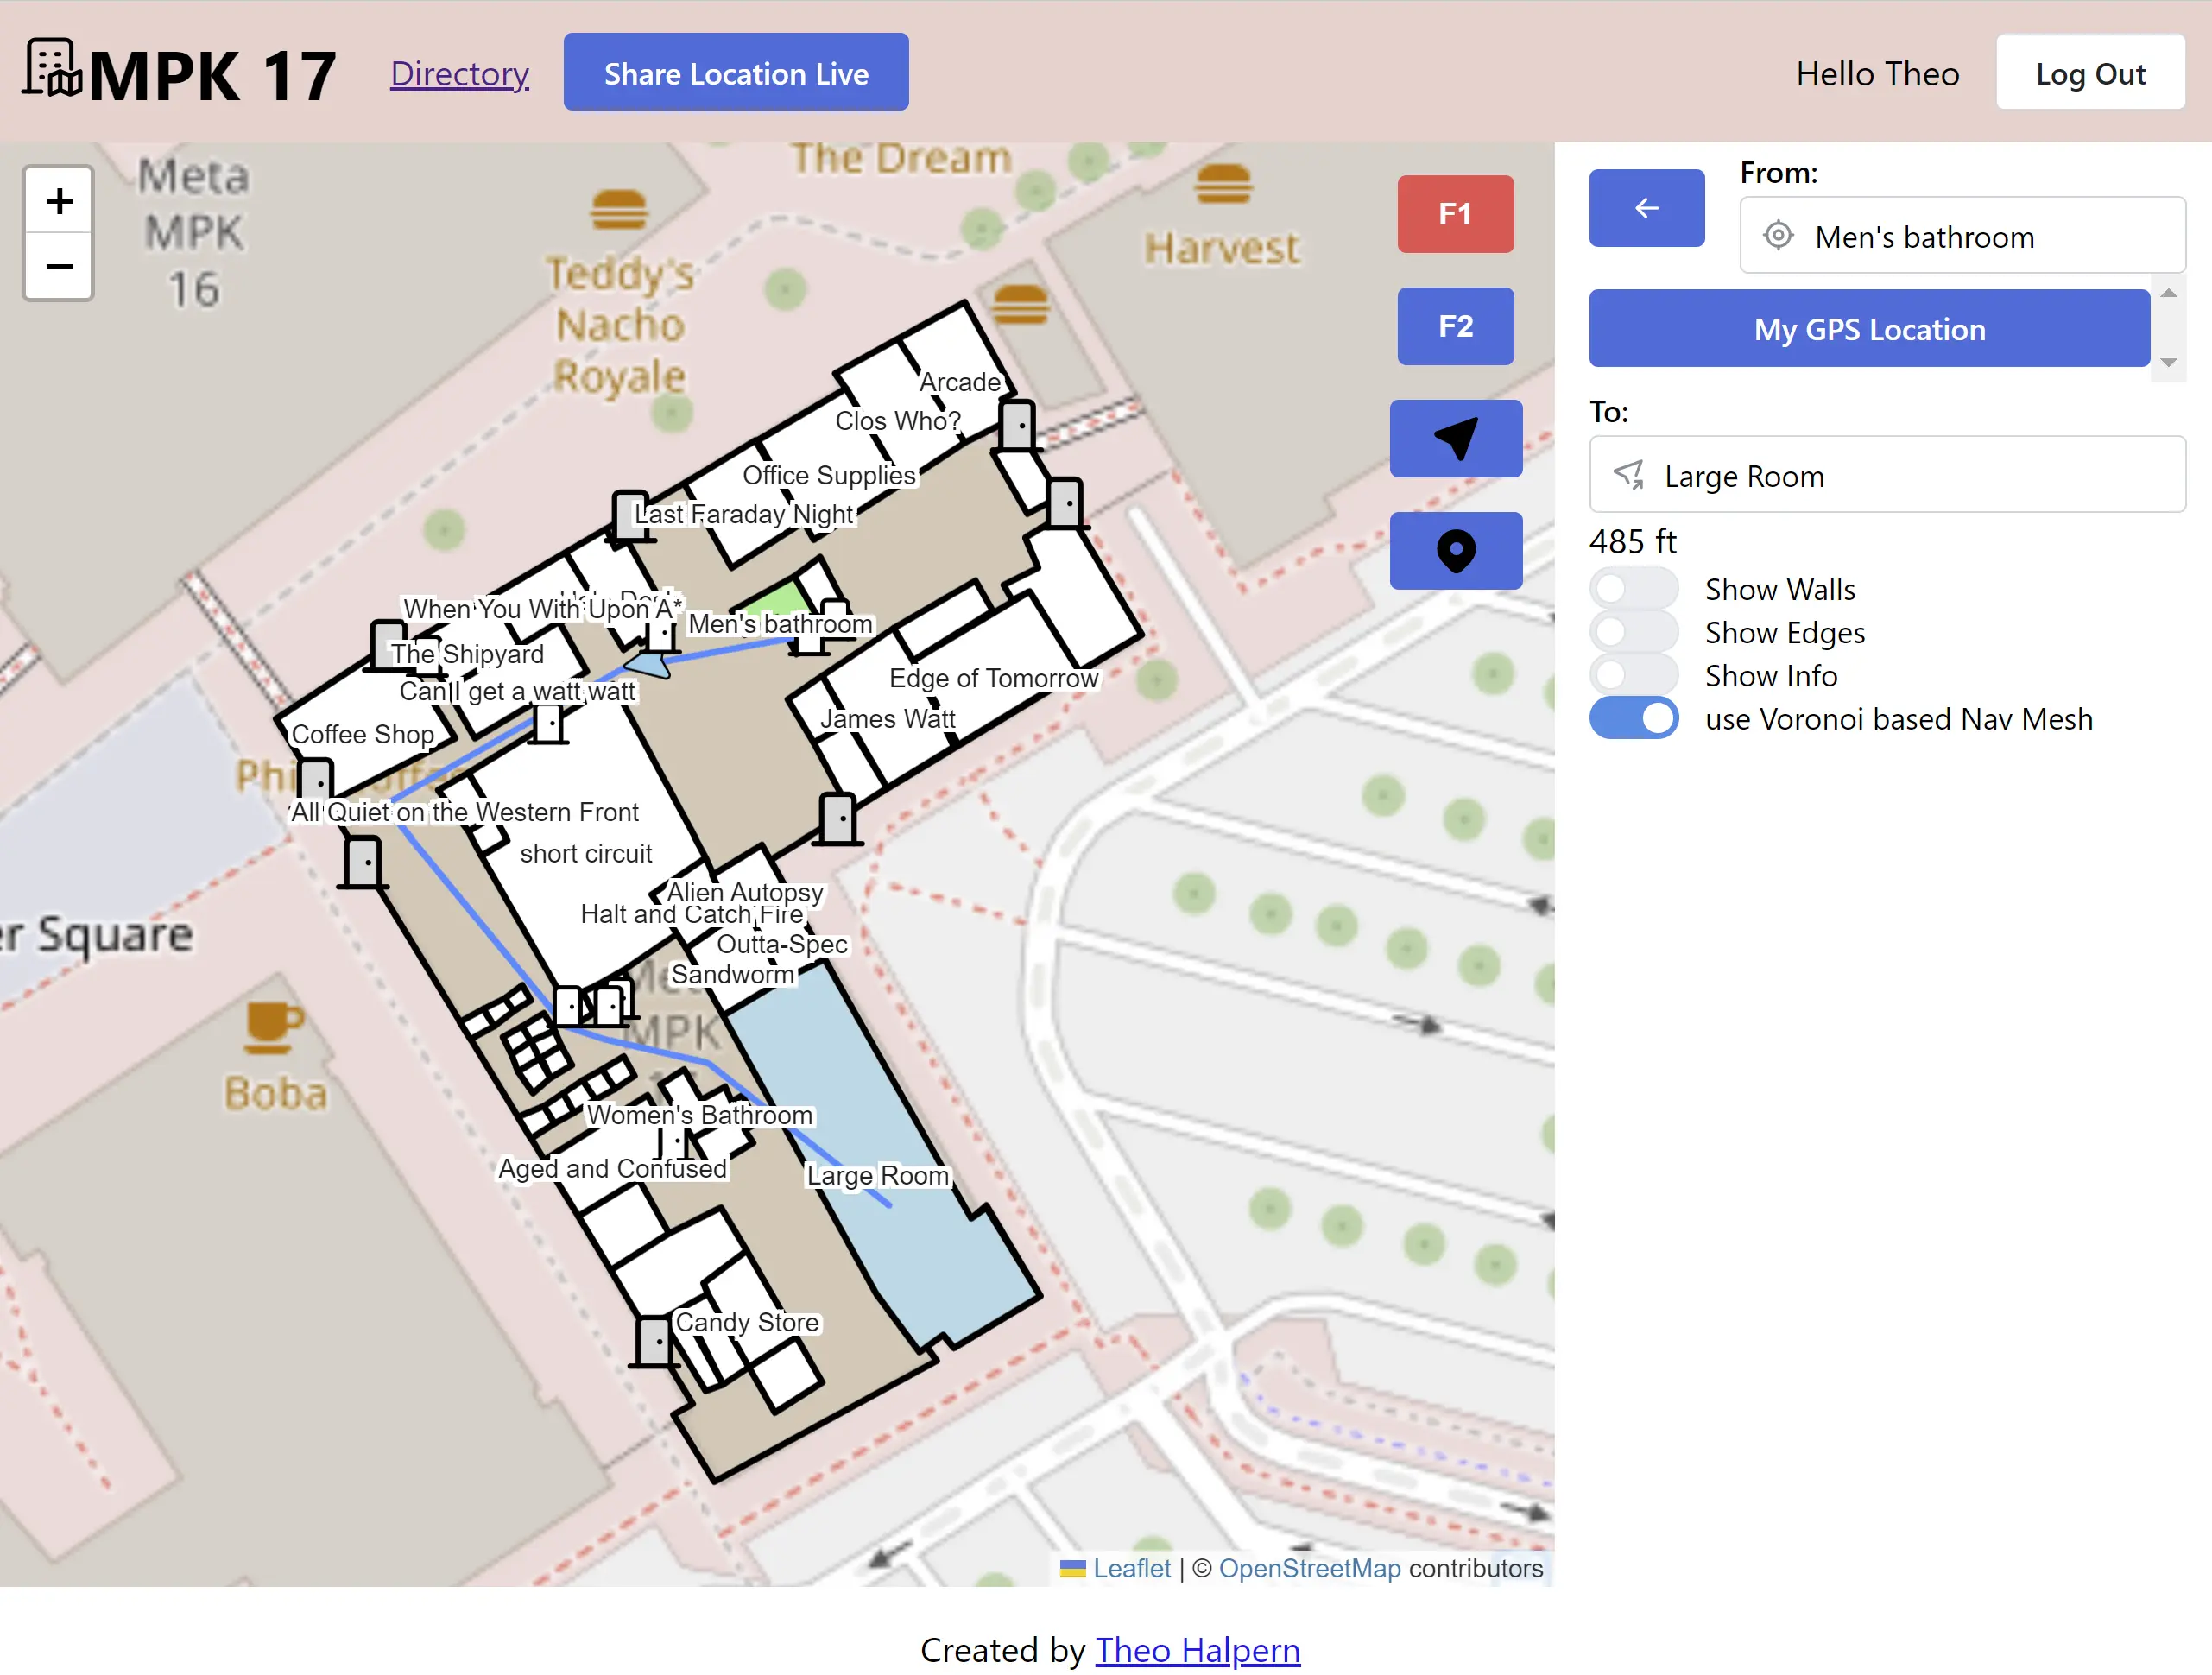 MPK 17
Directory
Share Location Live
Hello Theo
Log Out
+
−
Meta
MPK
16
The Dream
Teddy's
Nacho
Royale
Harvest
F1
F2
Arcade
Clos Who?
Office Supplies
Last Faraday Night
When You With Upon A*
Men's bathroom
The Shipyard
Can I get a watt watt
Coffee Shop
Edge of Tomorrow
James Watt
All Quiet on the Western Front
short circuit
Alien Autopsy
Halt and Catch Fire
Outta-Spec
Sandworm
MPK
er Square
Boba
Women's Bathroom
Aged and Confused
Large Room
Candy Store
Leaflet | © OpenStreetMap contributors
From:
Men's bathroom
My GPS Location
To:
Large Room
485 ft
Show Walls
Show Edges
Show Info
use Voronoi based Nav Mesh
Created by Theo Halpern